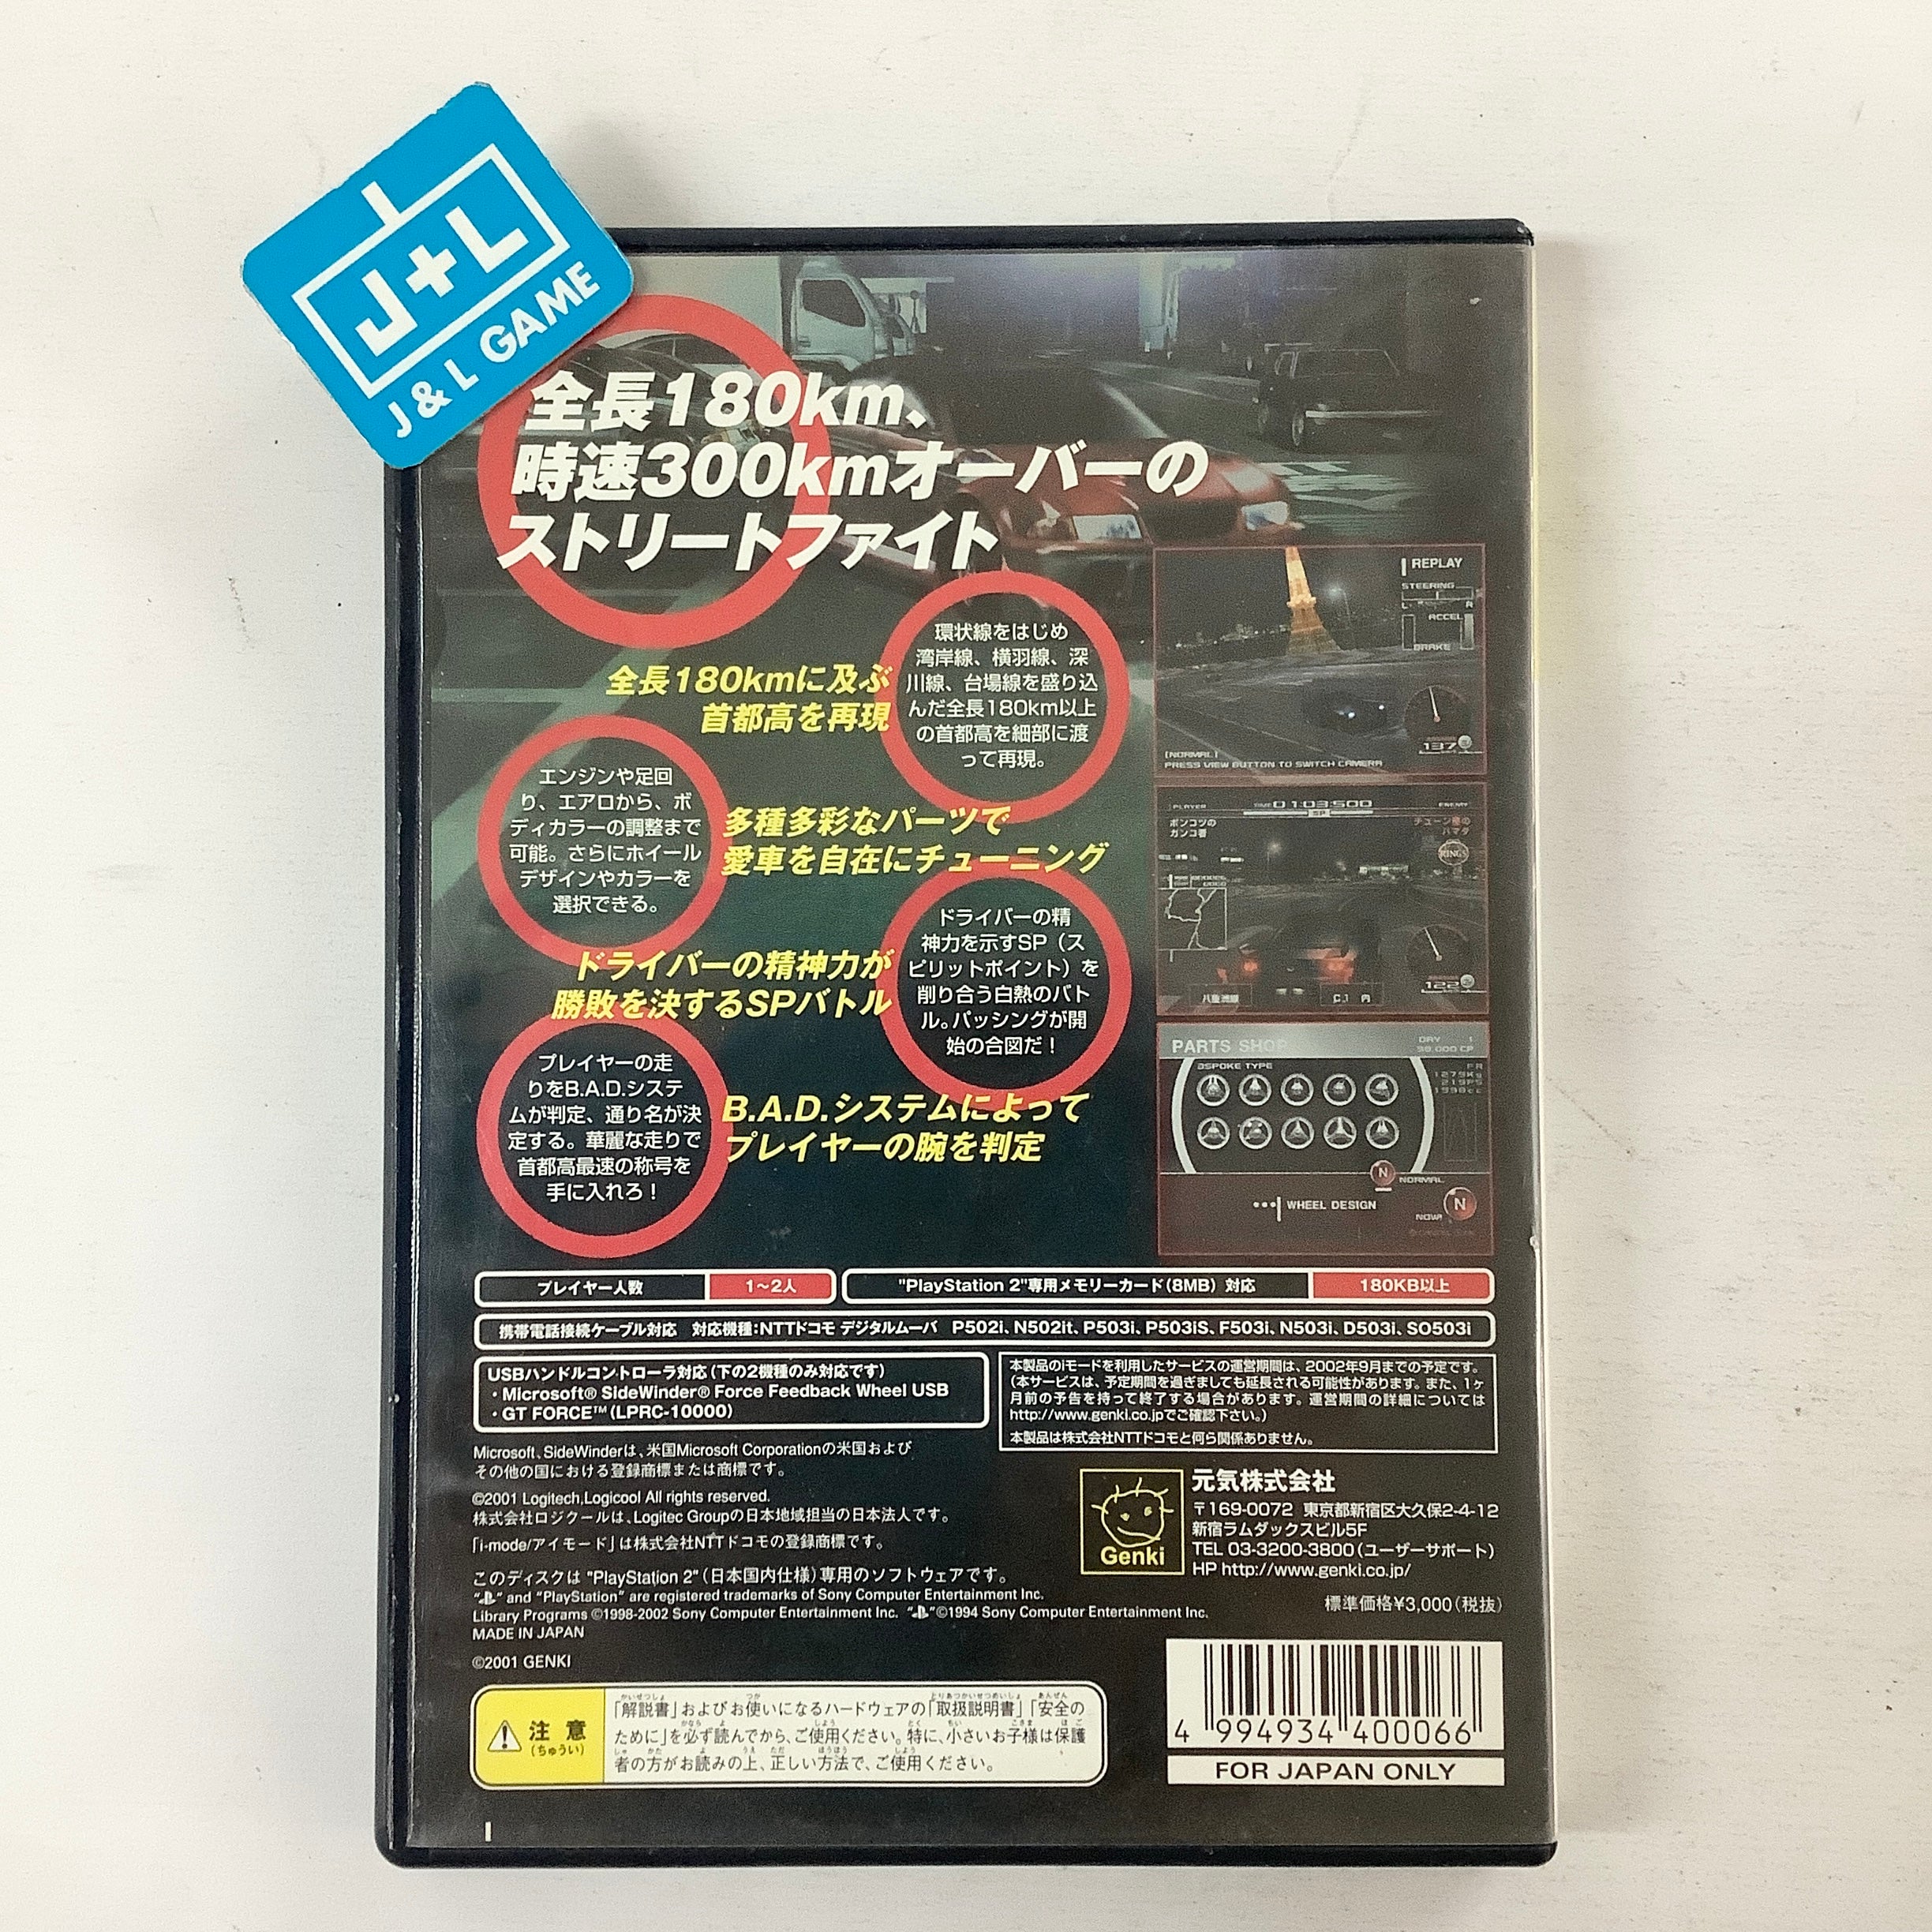 J+L
J & L GAME
全長180km、
時速300kmオーバーの
ストリートファイト
全長180kmに及ぶ
首都高を再現
環状線をはじめ
湾岸線、横羽線、深
川線、台場線を盛り込
んだ全長180km以上
の首都高を細部に渡
って再現。
エンジンや足回
り、エアロから、ボ
ディカラーの調整まで
可能。さらにホイール
デザインやカラーを
選択できる。
多種多彩なパーツで
愛車を自在にチューニング
ドライバーの精神力が
勝敗を決するSPバトル
ドライバーの精
神力を示すSP（ス
ピリットポイント）を
削り合う白熱のバト
ル。パッシングが開
始の合図だ！
プレイヤーの走
りをB.A.D.システ
ムが判定、通り名が決
定する。華麗な走りで
首都高最速の称号を
手に入れろ！
B.A.D.システムによって
プレイヤーの腕を判定
REPLAY
STEERING
L R
ACCEL
BRAKE
137
[NORMAL]
PRESS VIEW BUTTON TO SWITCH CAMERA
PLAYER
01:03:500
ENEMY
SP
ポンコツの
ガンコ者
RINGS
122
PARTS SHOP
DAY 1
38,000 CP
8SPOKE TYPE
FR
NORMAL
WHEEL DESIGN
NOW!
N
プレイヤー人数 1〜2人
"PlayStation 2"専用メモリーカード（8MB）対応 180KB以上
携帯電話接続ケーブル対応 対応機種：NTTドコモ デジタルムーバ P502i、N502it、P503i、P503iS、F503i、N503i、D503i、SO503i
USBハンドルコントローラ対応（下の2機種のみ対応です）
・Microsoft® SideWinder® Force Feedback Wheel USB
・GT FORCE™（LPRC-10000）
本製品のiモードを利用したサービスの運営期間は、2002年9月までの予定です。
（本サービスは、予定期間を過ぎましても延長される可能性があります。また、1ヶ
月前の予告を持って終了する場合があります。運営期間の詳細については
http://www.genki.co.jpでご確認下さい。）
本製品は株式会社NTTドコモと何ら関係ありません。
Microsoft、SideWinderは、米国Microsoft Corporationの米国および
その他の国における登録商標または商標です。
©2001 Logitech,Logicool All rights reserved.
株式会社ロジクールは、Logitec Groupの日本地域担当の日本法人です。
「i-mode/アイモード」は株式会社NTTドコモの登録商標です。
Genki
元気株式会社
〒169-0072 東京都新宿区大久保2-4-12
新宿ラムダックスビル5F
TEL 03-3200-3800（ユーザーサポート）
HP http://www.genki.co.jp/
このディスクは "PlayStation 2"（日本国内仕様）専用のソフトウェアです。
" " and "PlayStation" are registered trademarks of Sony Computer Entertainment Inc.
Library Programs ©1998-2002 Sony Computer Entertainment Inc. " "©1994 Sony Computer Entertainment Inc.
MADE IN JAPAN
©2001 GENKI
標準価格¥3,000（税抜）
注意
（ちゅうい）
「解説書」およびお使いになるハードウェアの「取扱説明書」「安全の
ために」を必ず読んでから、ご使用ください。特に、小さいお子様は保護
者の方がお読みの上、正しい方法で、ご使用ください。
4 994934 400066
FOR JAPAN ONLY